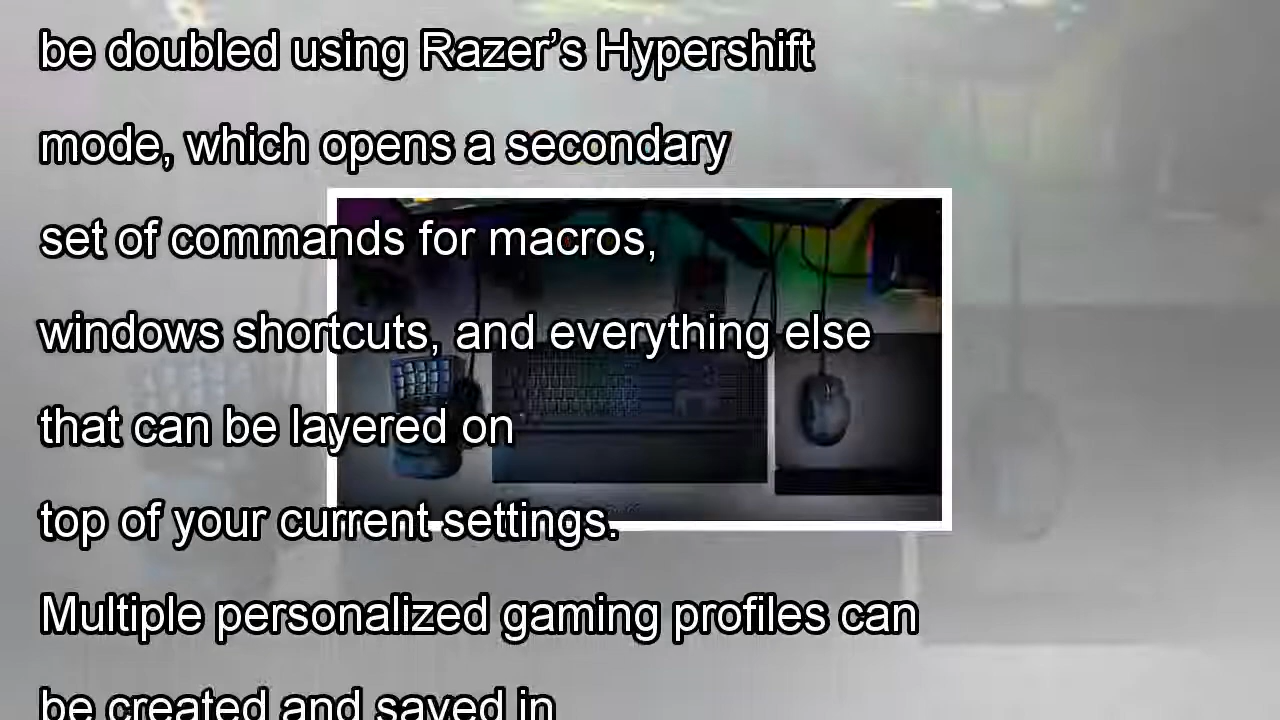 be doubled using Razer’s Hypershift
mode, which opens a secondary
set of commands for macros,
windows shortcuts, and everything else
that can be layered on
top of your current settings.
Multiple personalized gaming profiles can
be created and saved in